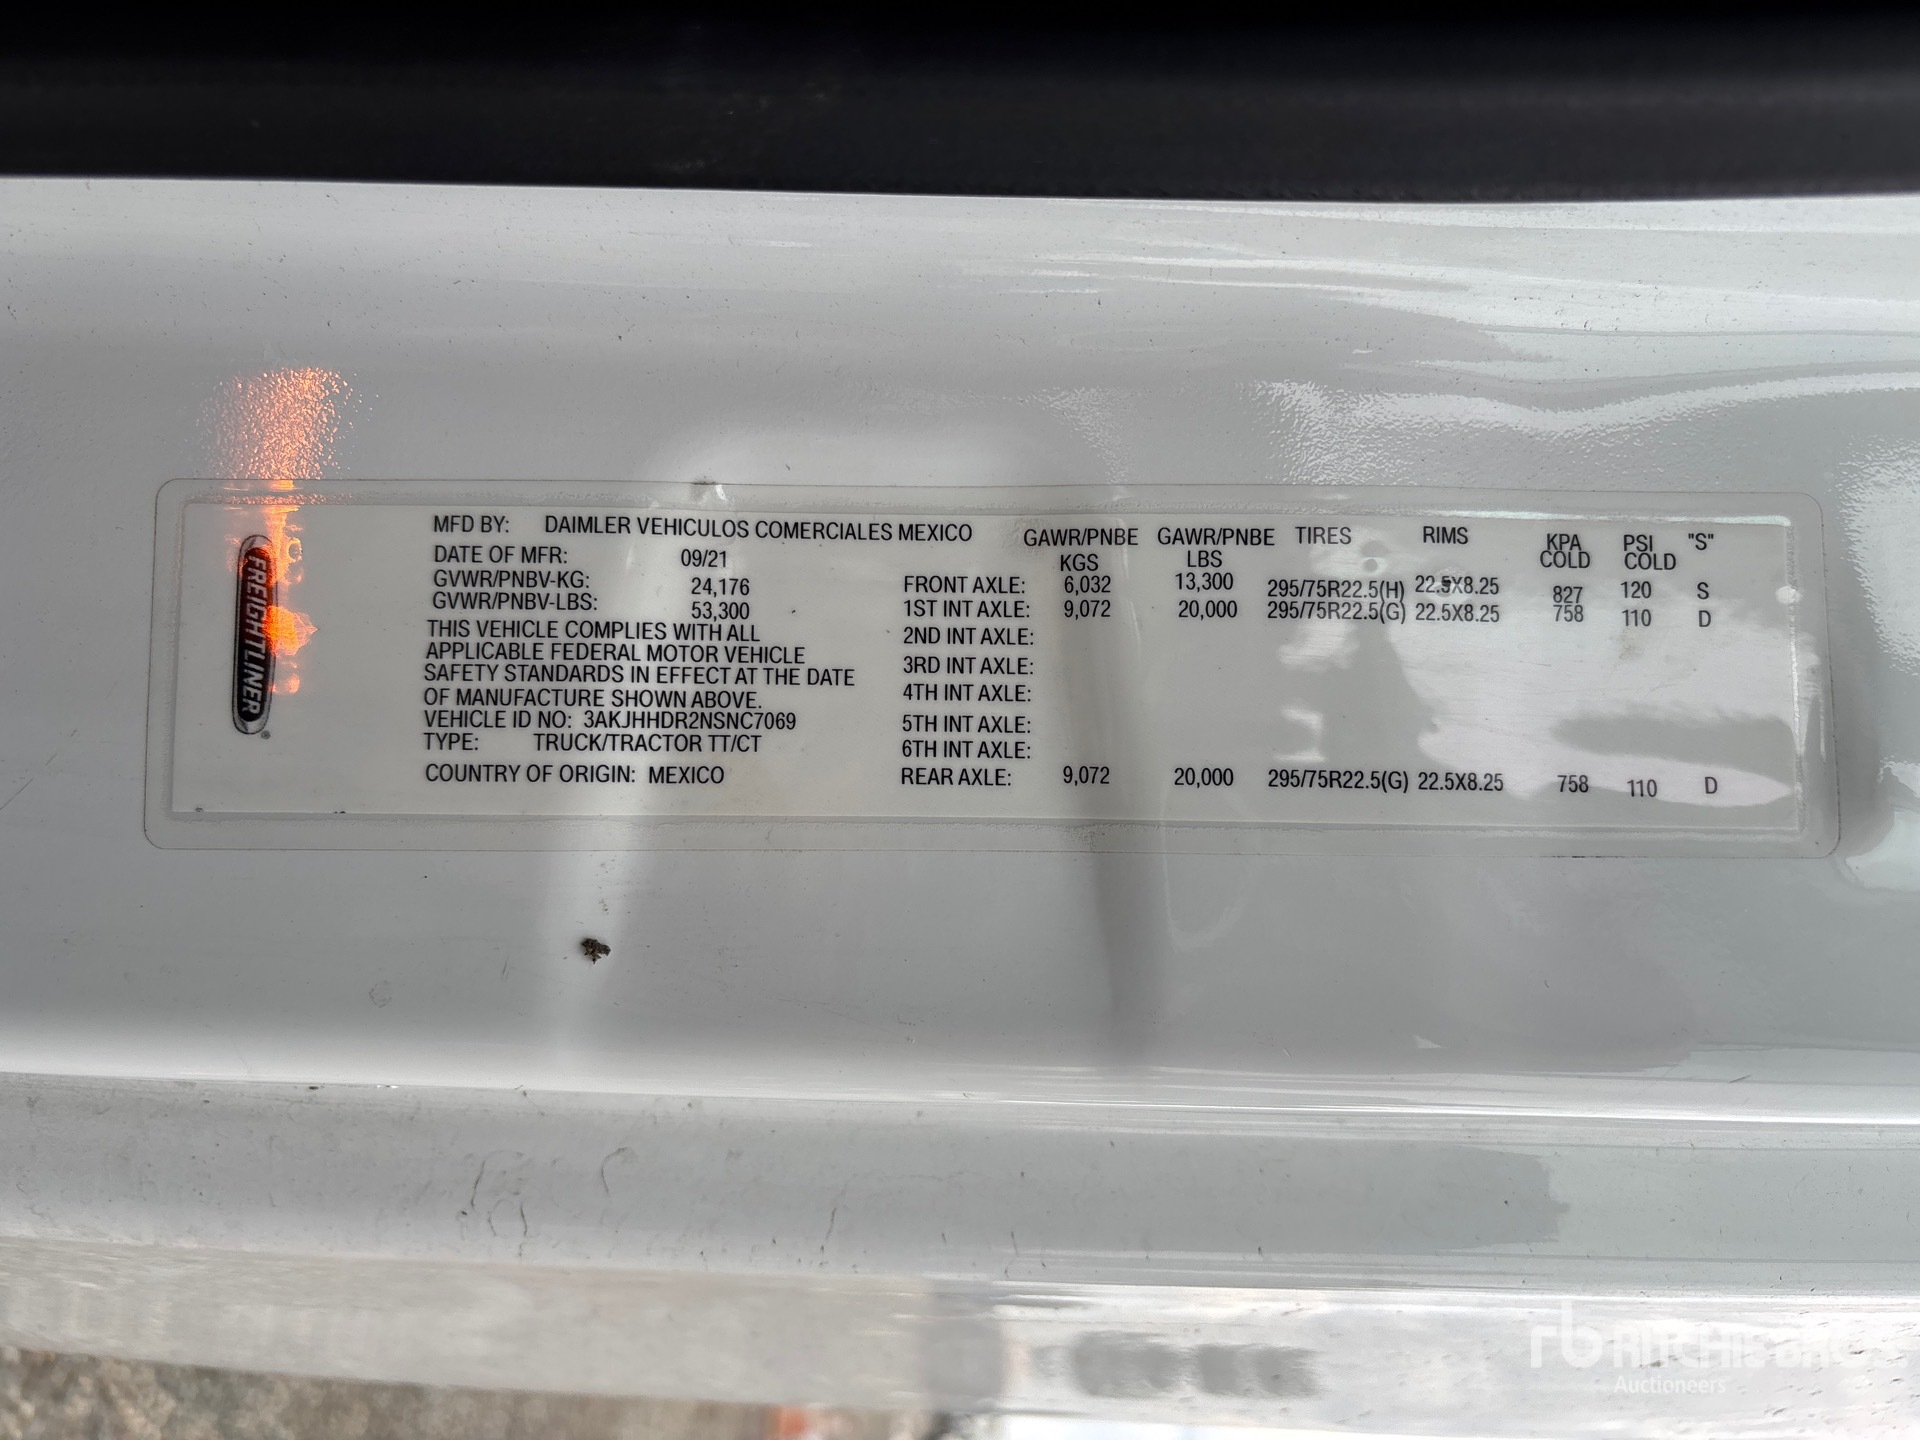 FREIGHTLINER
®
MFD BY: DAIMLER VEHICULOS COMERCIALES MEXICO
DATE OF MFR: 09/21
GVWR/PNBV-KG: 24,176
GVWR/PNBV-LBS: 53,300
THIS VEHICLE COMPLIES WITH ALL
APPLICABLE FEDERAL MOTOR VEHICLE
SAFETY STANDARDS IN EFFECT AT THE DATE
OF MANUFACTURE SHOWN ABOVE.
VEHICLE ID NO: 3AKJHHDR2NSNC7069
TYPE: TRUCK/TRACTOR TT/CT
COUNTRY OF ORIGIN: MEXICO
GAWR/PNBE GAWR/PNBE TIRES RIMS KPA PSI "S"
KGS LBS COLD COLD
FRONT AXLE: 6,032 13,300 295/75R22.5(H) 22.5X8.25 827 120 S
1ST INT AXLE: 9,072 20,000 295/75R22.5(G) 22.5X8.25 758 110 D
2ND INT AXLE:
3RD INT AXLE:
4TH INT AXLE:
5TH INT AXLE:
6TH INT AXLE:
REAR AXLE: 9,072 20,000 295/75R22.5(G) 22.5X8.25 758 110 D
rb RITCHIE BROS
Auctioneers